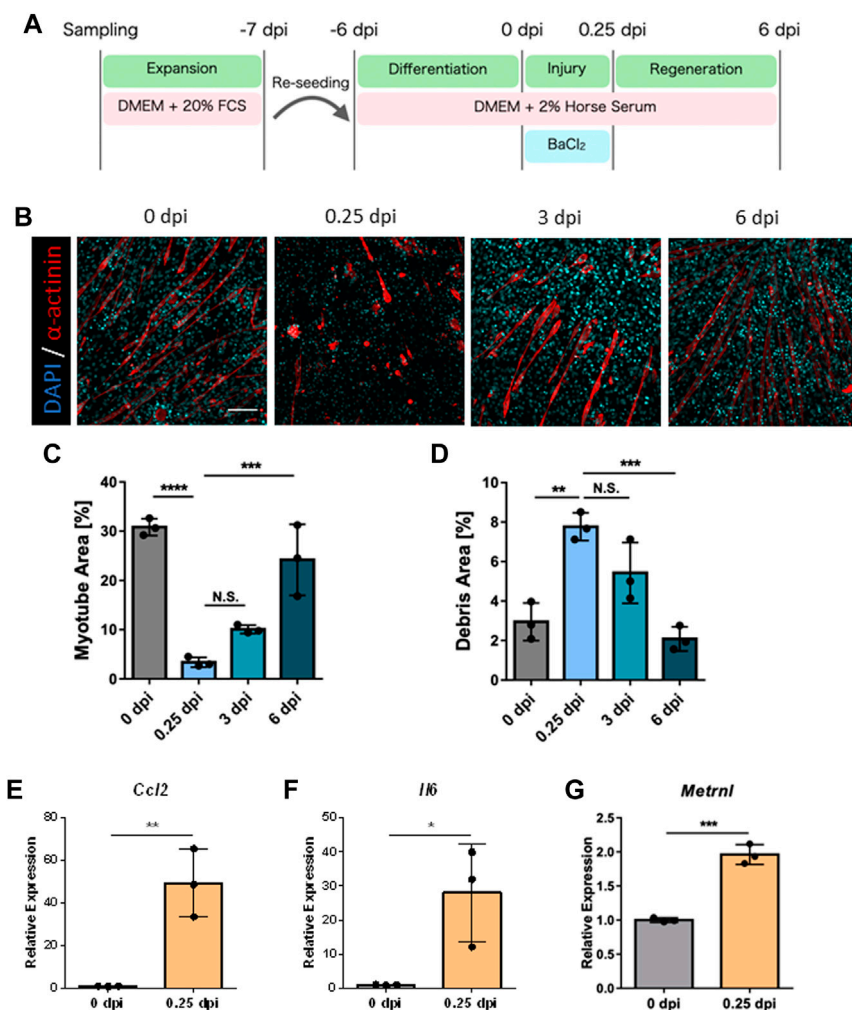 A
Sampling -7 dpi -6 dpi 0 dpi 0.25 dpi 6 dpi
Expansion Re-seeding Differentiation Injury Regeneration
DMEM + 20% FCS DMEM + 2% Horse Serum
BaCl₂
B
0 dpi 0.25 dpi 3 dpi 6 dpi
DAPI / α-actinin
C
**** ***
N.S.
Myotube Area [%]
40
30
20
10
0
0 dpi 0.25 dpi 3 dpi 6 dpi
D
** ***
N.S.
Debris Area [%]
10
8
6
4
2
0
0 dpi 0.25 dpi 3 dpi 6 dpi
E
Ccl2
**
Relative Expression
80
60
40
20
0
0 dpi 0.25 dpi
F
Il6
*
Relative Expression
50
40
30
20
10
0
0 dpi 0.25 dpi
G
Metrnl
***
Relative Expression
2.5
2.0
1.5
1.0
0.5
0.0
0 dpi 0.25 dpi